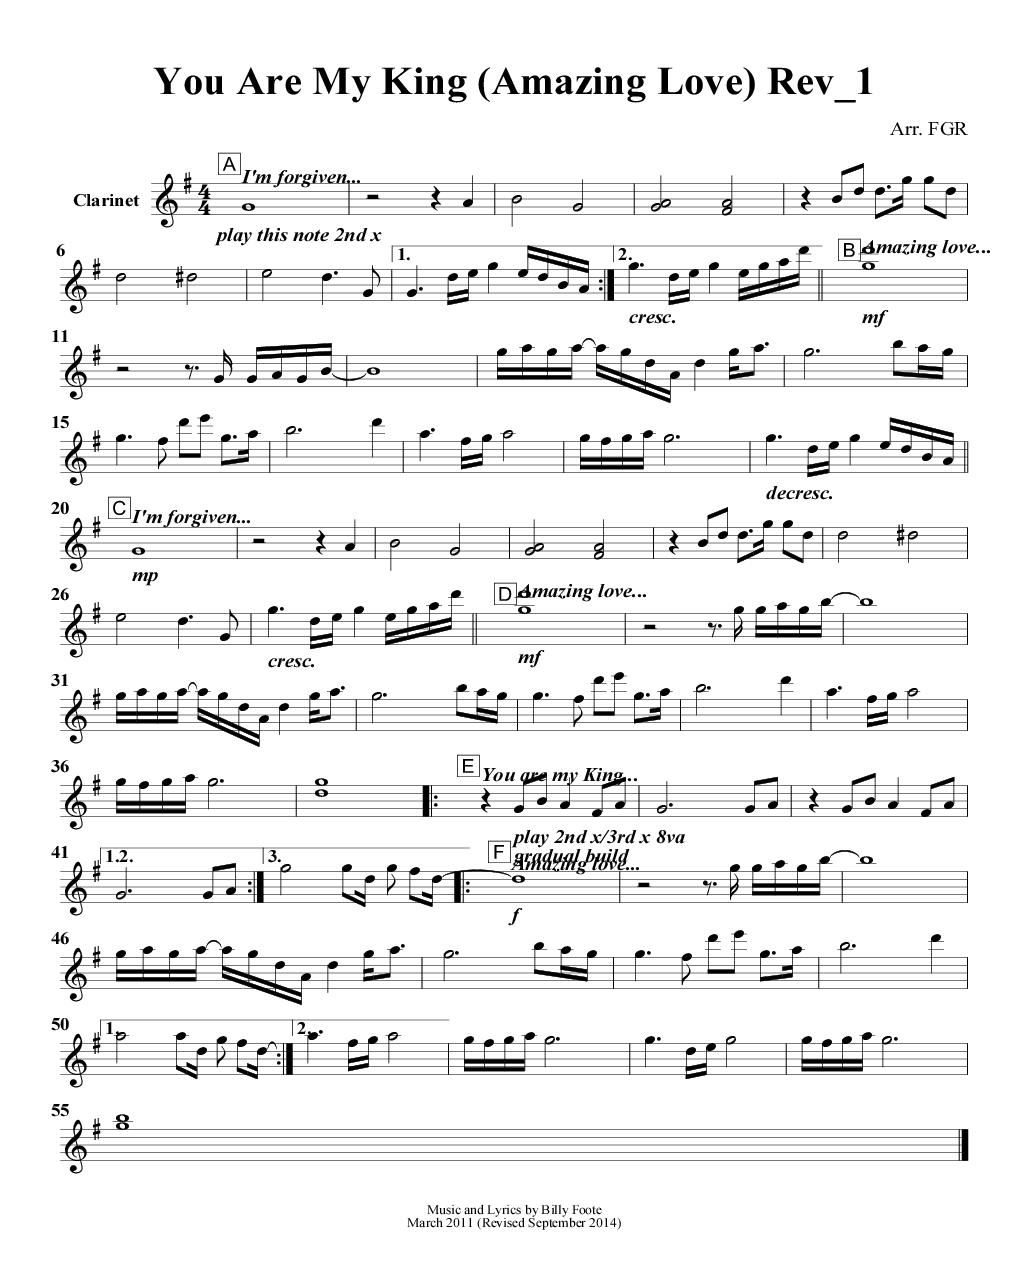 You Are My King (Amazing Love) Rev_1
Arr. FGR
A
I'm forgiven...
Clarinet
4
4
play this note 2nd x
6
1.
2.
B
Amazing love...
cresc.
mf
11
15
decresc.
20
C
I'm forgiven...
mp
26
D
Amazing love...
cresc.
mf
31
36
E
You are my King...
play 2nd x/3rd x 8va
41
1.2.
3.
F
gradual build
Amazing love...
f
46
50
1.
2.
55
Music and Lyrics by Billy Foote
March 2011 (Revised September 2014)